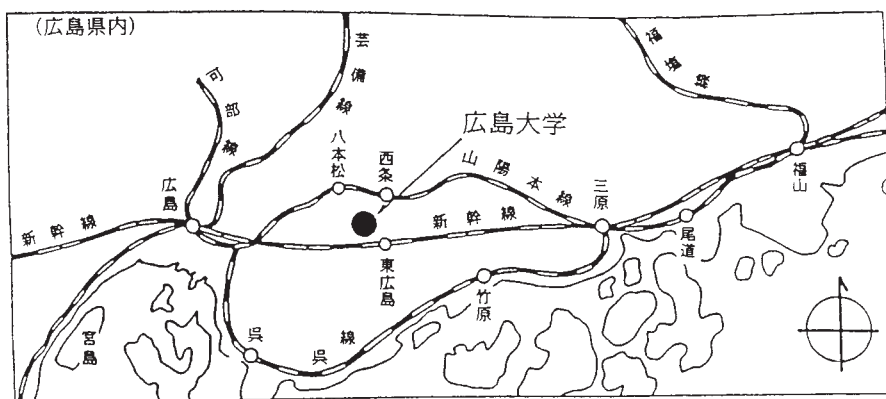 (広島県内)
可部線
芸備線
福塩線
広島大学
八本松
西条
山陽本線
広島
三原
福山
新幹線
新幹線
尾道
東広島
竹原
宮島
呉
呉線